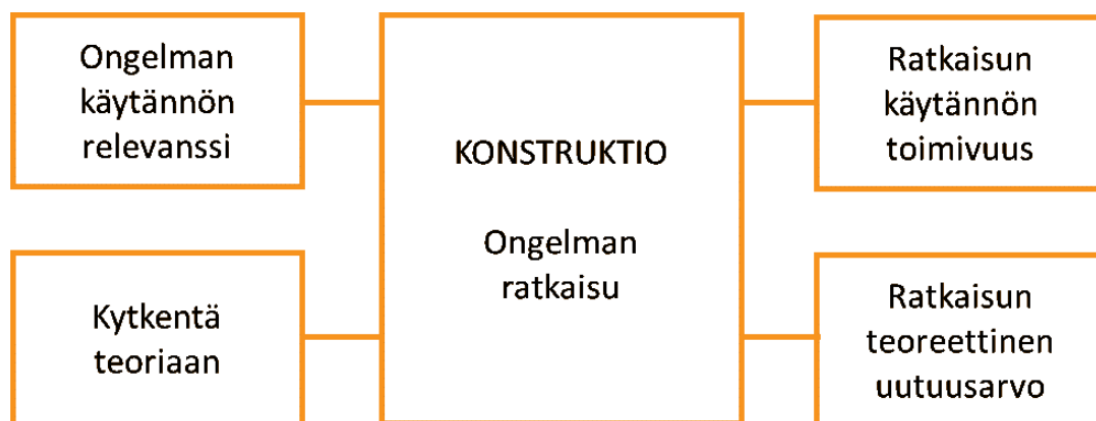 Ongelman
käytännön
relevanssi
Kytkentä
teoriaan
KONSTRUKTIO
Ongelman
ratkaisu
Ratkaisun
käytännön
toimivuus
Ratkaisun
teoreettinen
uutuusarvo